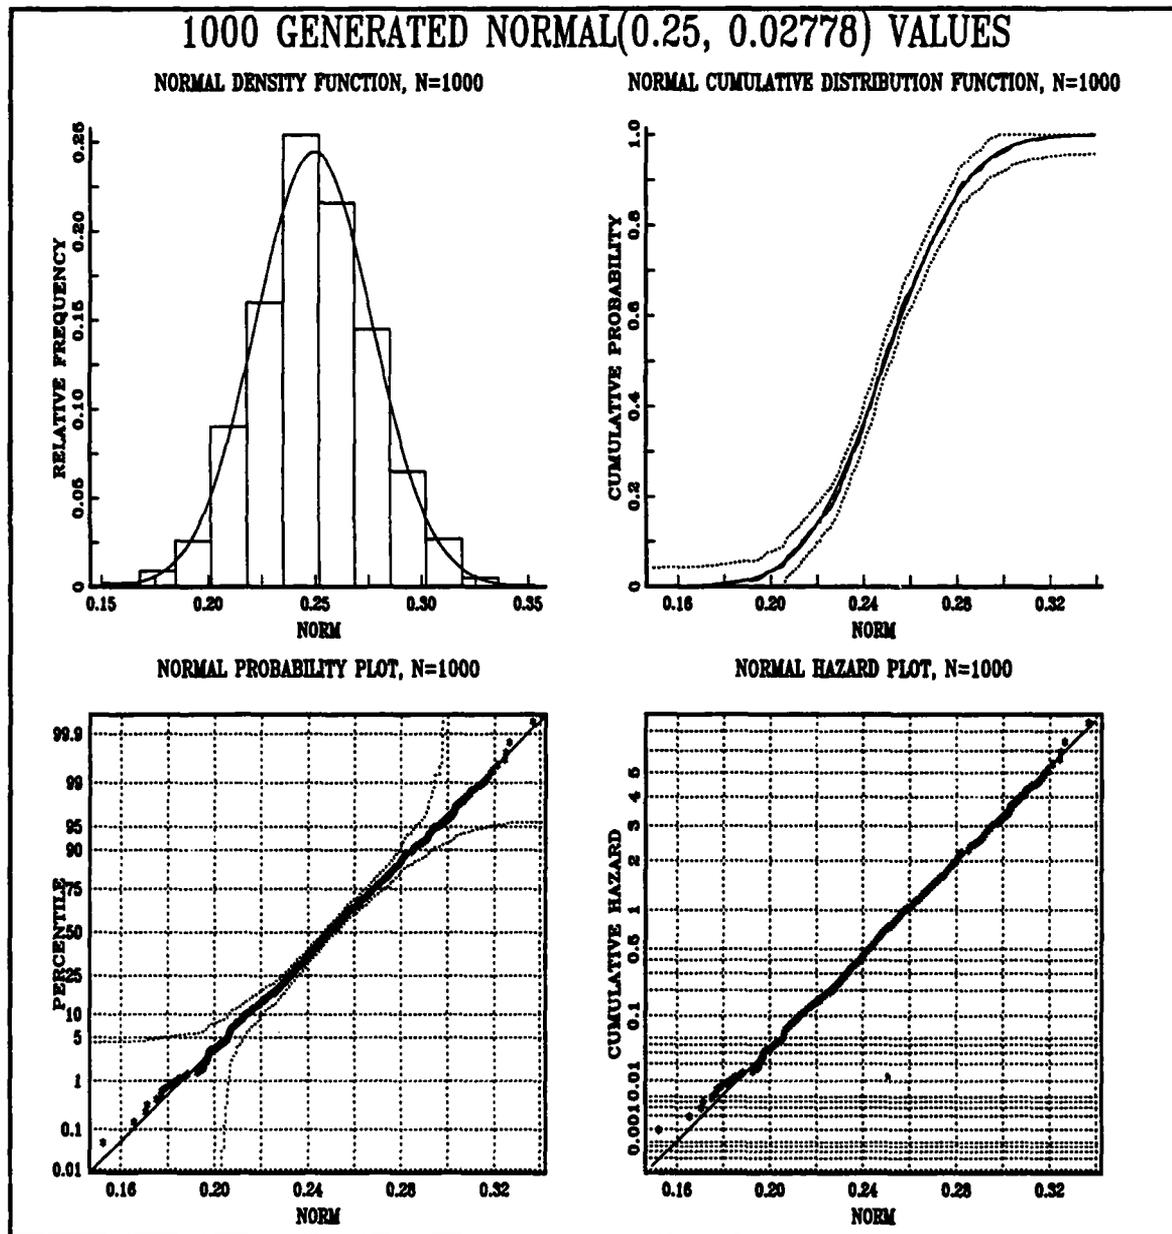 1000 GENERATED NORMAL(0.25, 0.02778) VALUES
NORMAL DENSITY FUNCTION, N=1000
RELATIVE FREQUENCY
0.25
0.20
0.15
0.10
0.05
0
0.15 0.20 0.25 0.30 0.35
NORM
NORMAL CUMULATIVE DISTRIBUTION FUNCTION, N=1000
CUMULATIVE PROBABILITY
1.0
0.8
0.6
0.4
0.2
0
0.16 0.20 0.24 0.28 0.32
NORM
NORMAL PROBABILITY PLOT, N=1000
PERCENTILE
99.9
99
95
90
75
50
25
10
5
1
0.1
0.01
0.16 0.20 0.24 0.28 0.32
NORM
NORMAL HAZARD PLOT, N=1000
CUMULATIVE HAZARD
5
4
3
2
1
0.5
0.1
0.01
0.001
0.16 0.20 0.24 0.28 0.32
NORM